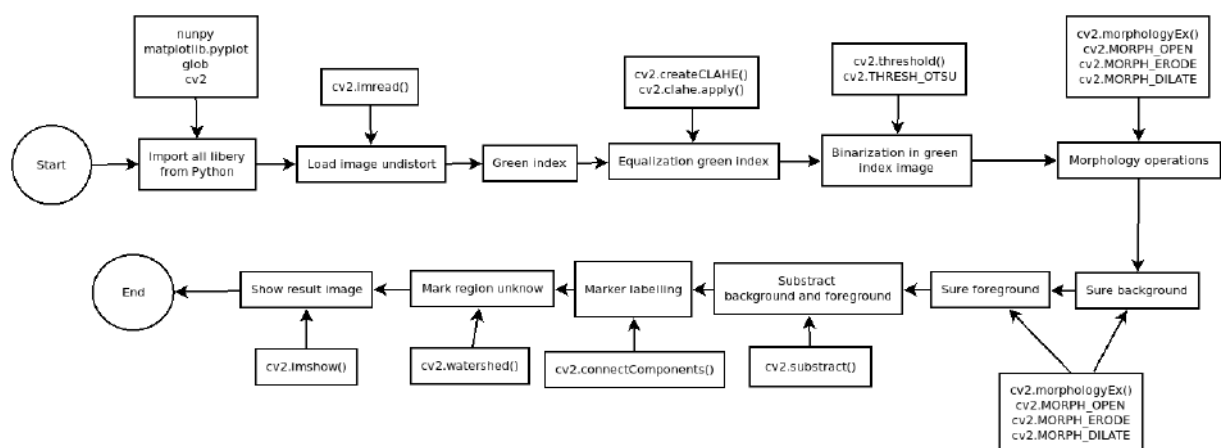 nunpy
matplotlib.pyplot
glob
cv2
cv2.imread()
cv2.createCLAHE()
cv2.clahe.apply()
cv2.threshold()
cv2.THRESH_OTSU
cv2.morphologyEx()
cv2.MORPH_OPEN
cv2.MORPH_ERODE
cv2.MORPH_DILATE
Start
Import all libery
from Python
Load image undistort
Green index
Equalization green index
Binarization in green
index image
Morphology operations
End
Show result image
Mark region unknow
Marker labelling
Substract
background and foreground
Sure foreground
Sure background
cv2.imshow()
cv2.watershed()
cv2.connectComponents()
cv2.substract()
cv2.morphologyEx()
cv2.MORPH_OPEN
cv2.MORPH_ERODE
cv2.MORPH_DILATE